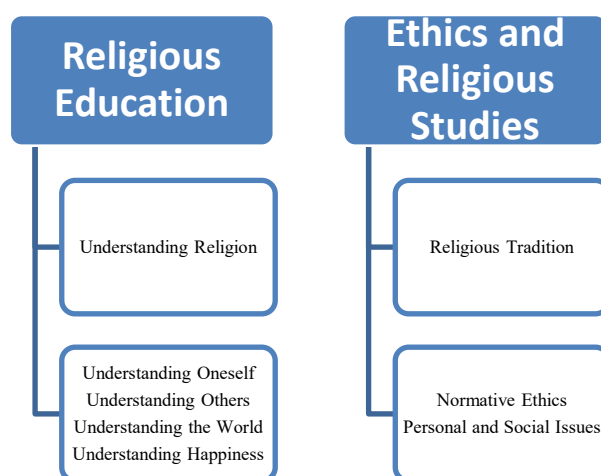 Religious
Education
Understanding Religion
Understanding Oneself
Understanding Others
Understanding the World
Understanding Happiness
Ethics and
Religious
Studies
Religious Tradition
Normative Ethics
Personal and Social Issues